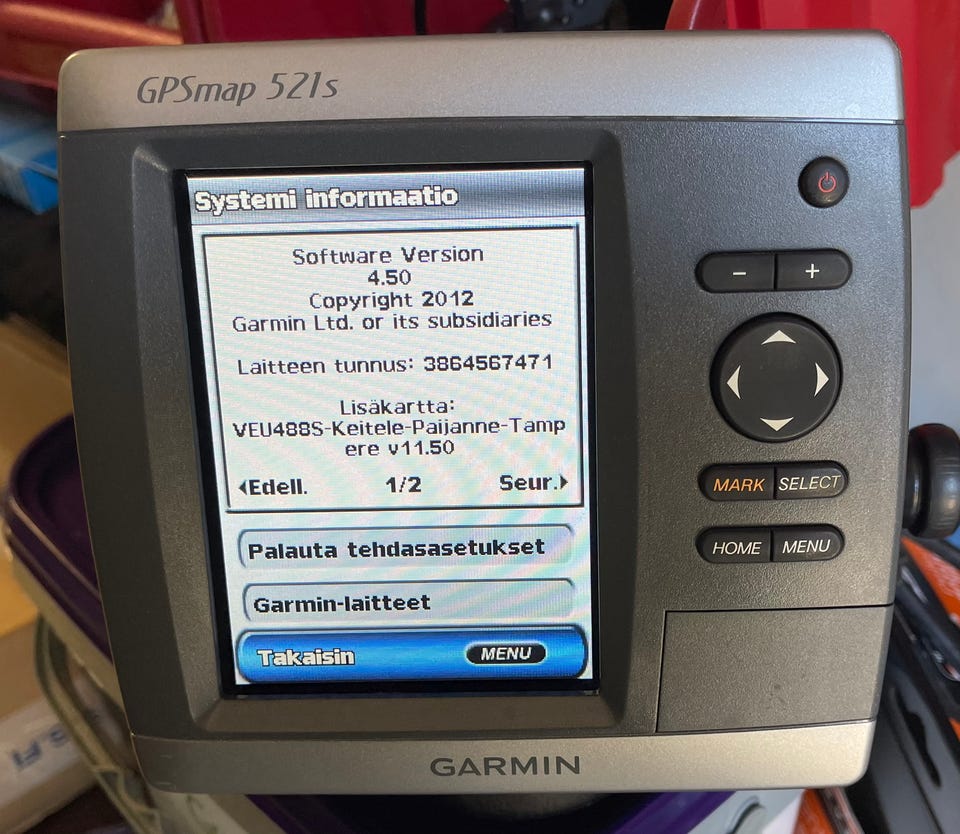 GPSmap 521s
Systemi informaatio
Software Version
4.50
Copyright 2012
Garmin Ltd. or its subsidiaries
Laitteen tunnus: 3864567471
Lisäkartta:
VEU488S-Keitele-Paijanne-Tamp
ere v11.50
Edell. 1/2 Seur.
Palauta tehdasasetukset
Garmin-laitteet
Takaisin MENU
- +
MARK SELECT
HOME MENU
GARMIN